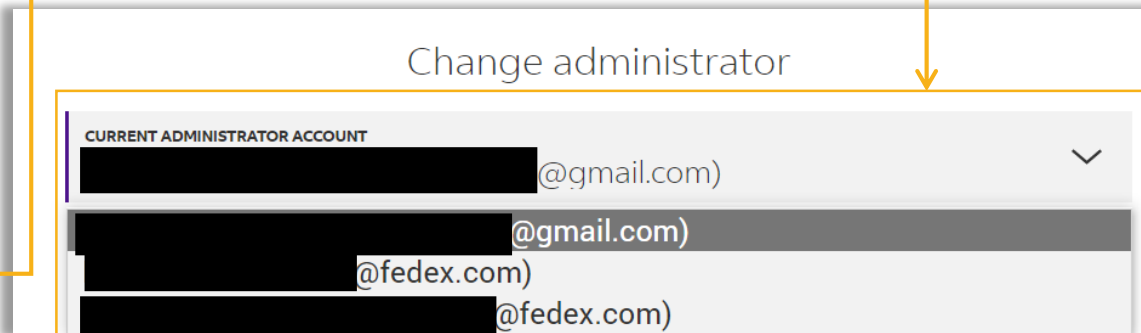 Change administrator
CURRENT ADMINISTRATOR ACCOUNT
@gmail.com)
@gmail.com)
@fedex.com)
@fedex.com)